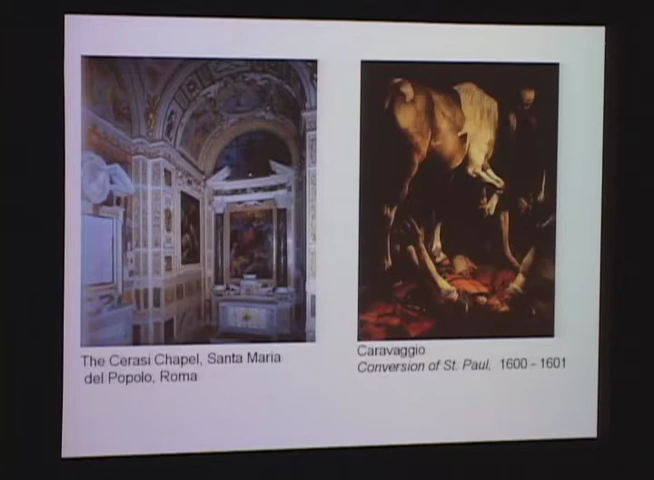 The Cerasi Chapel, Santa Maria
del Popolo, Roma
Caravaggio
Conversion of St. Paul, 1600 - 1601